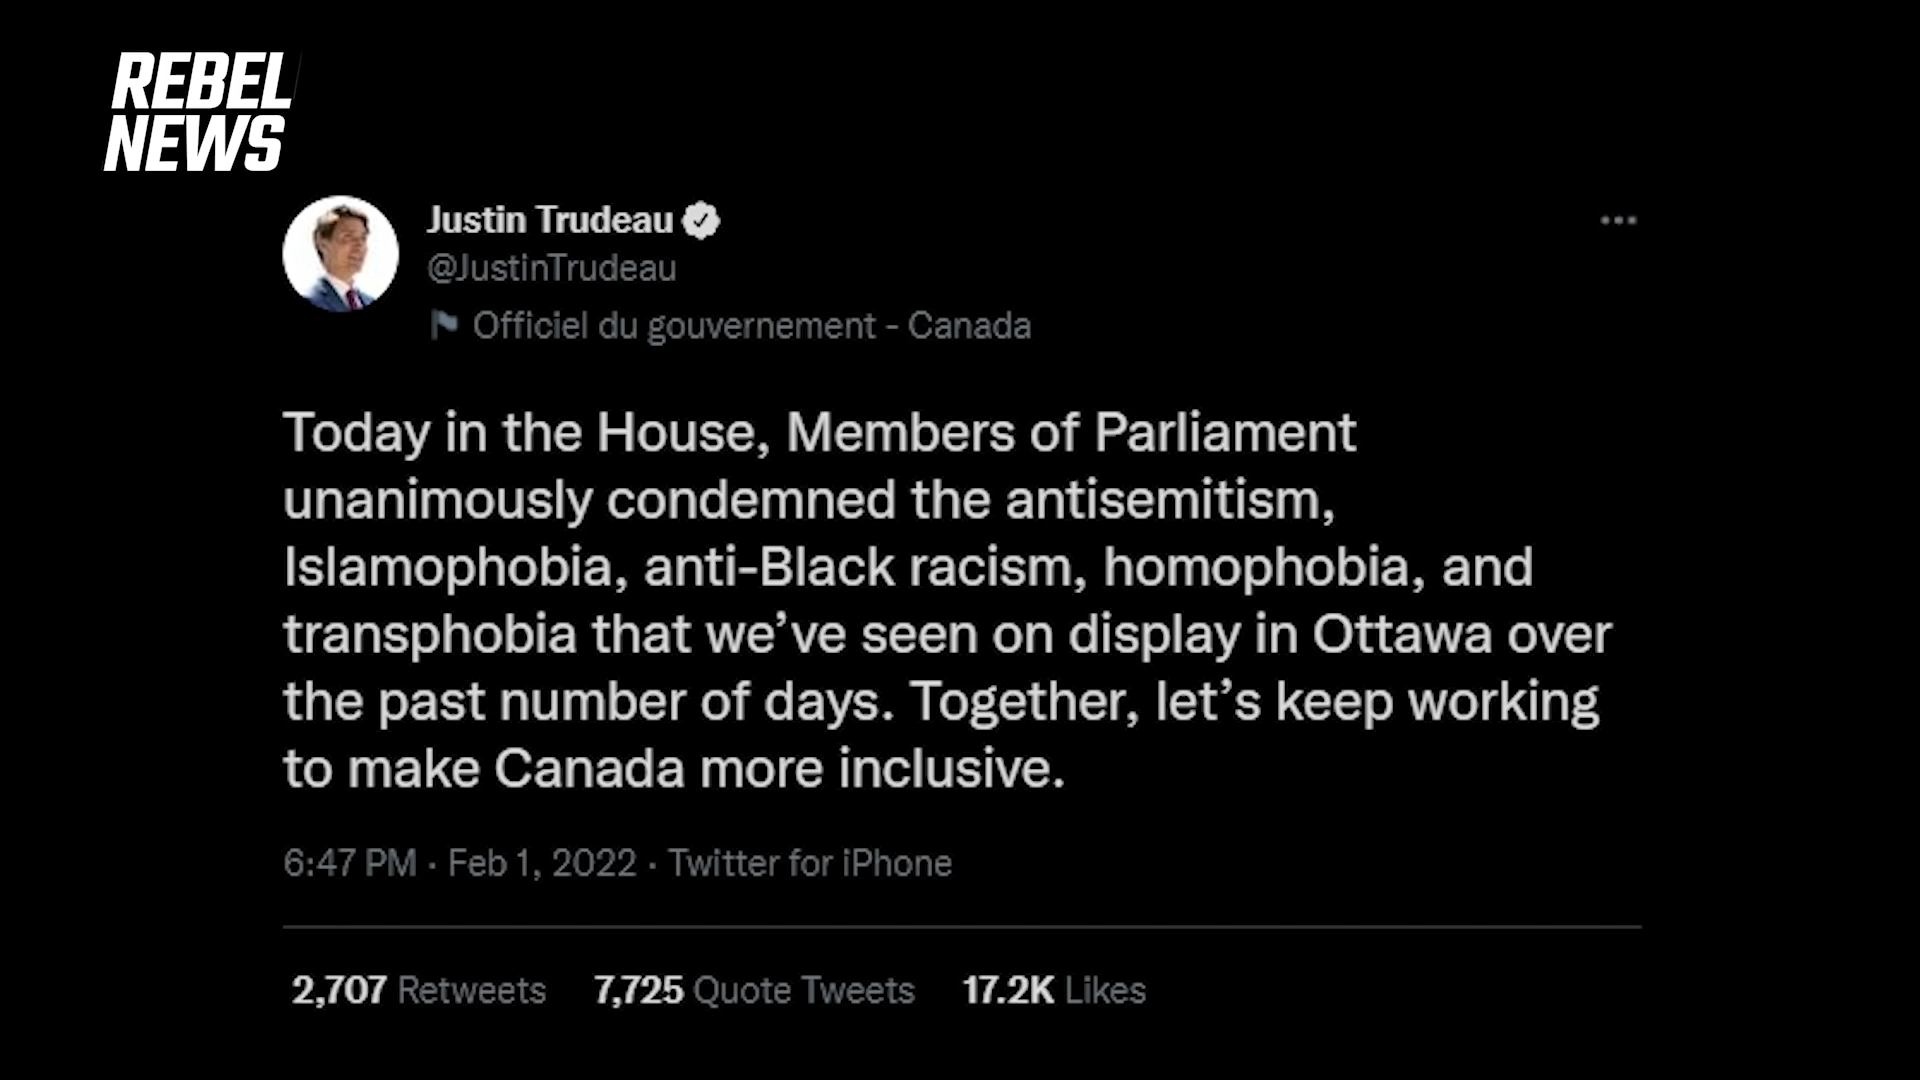 REBEL
NEWS
Justin Trudeau
@JustinTrudeau
Officiel du gouvernement - Canada
Today in the House, Members of Parliament
unanimously condemned the antisemitism,
Islamophobia, anti-Black racism, homophobia, and
transphobia that we’ve seen on display in Ottawa over
the past number of days. Together, let’s keep working
to make Canada more inclusive.
6:47 PM · Feb 1, 2022 · Twitter for iPhone
2,707 Retweets 7,725 Quote Tweets 17.2K Likes